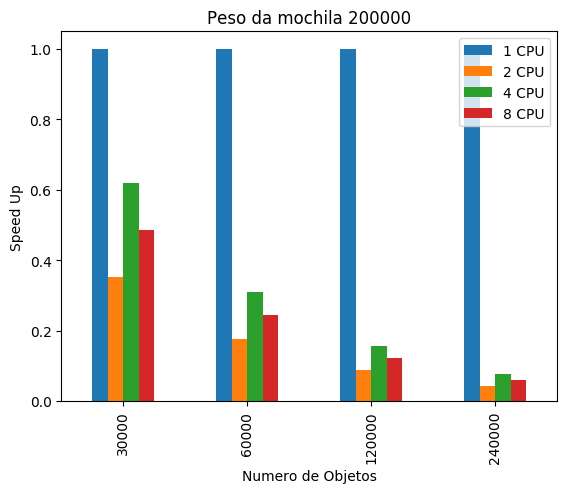 Peso da mochila 200000
1 CPU
2 CPU
4 CPU
8 CPU
Speed Up
1.0
0.8
0.6
0.4
0.2
0.0
30000
60000
120000
240000
Numero de Objetos